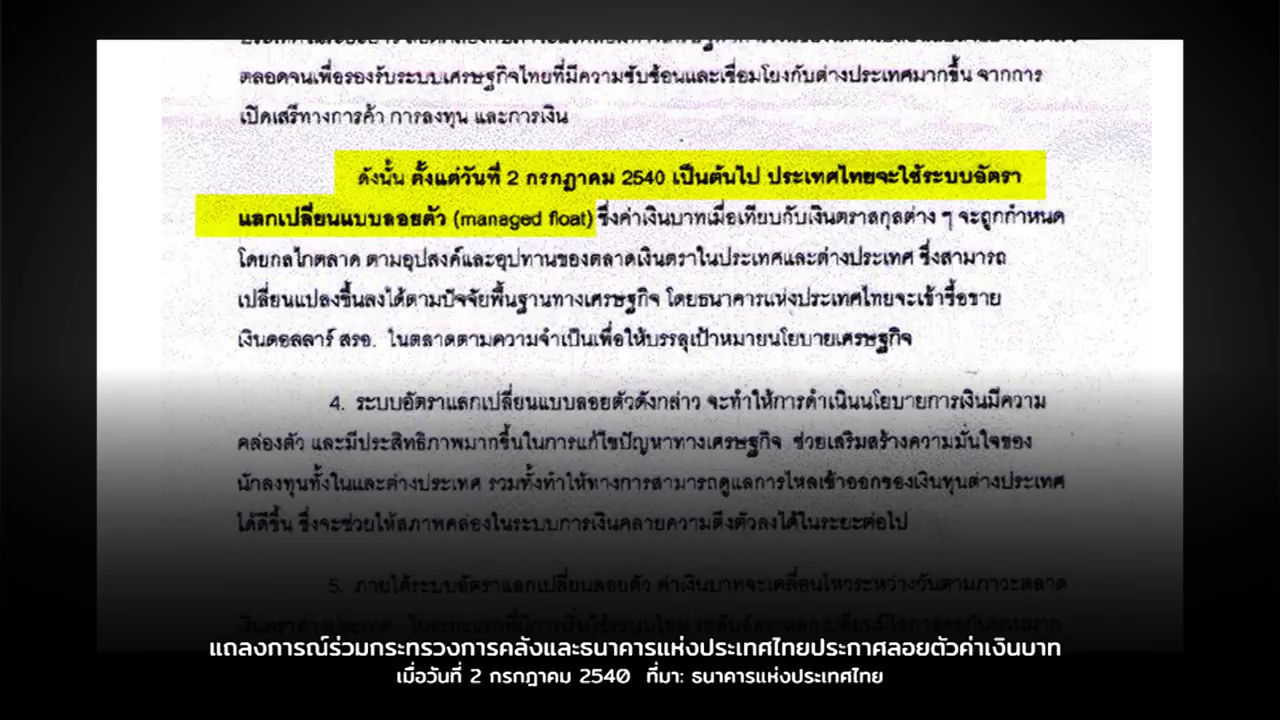 ตลอดจนเพื่อรองรับระบบเศรษฐกิจไทยที่มีความซับซ้อนและเชื่อมโยงกับต่างประเทศมากขึ้น จากการ
เปิดเสรีทางการค้า การลงทุน และการเงิน
ดังนั้น ตั้งแต่วันที่ 2 กรกฎาคม 2540 เป็นต้นไป ประเทศไทยจะใช้ระบบอัตรา
แลกเปลี่ยนแบบลอยตัว (managed float) ซึ่งค่าเงินบาทเมื่อเทียบกับเงินตราสกุลต่าง ๆ จะถูกกำหนด
โดยกลไกตลาด ตามอุปสงค์และอุปทานของตลาดเงินตราในประเทศและต่างประเทศ ซึ่งสามารถ
เปลี่ยนแปลงขึ้นลงได้ตามปัจจัยพื้นฐานทางเศรษฐกิจ โดยธนาคารแห่งประเทศไทยจะเข้าซื้อขาย
เงินดอลลาร์ สรอ. ในตลาดตามความจำเป็นเพื่อให้บรรลุเป้าหมายนโยบายเศรษฐกิจ
4. ระบบอัตราแลกเปลี่ยนแบบลอยตัวดังกล่าว จะทำให้การดำเนินนโยบายการเงินมีความ
คล่องตัว และมีประสิทธิภาพมากขึ้นในการแก้ไขปัญหาทางเศรษฐกิจ ช่วยเสริมสร้างความมั่นใจของ
นักลงทุนทั้งในและต่างประเทศ รวมทั้งทำให้ทางการสามารถดูแลการไหลเข้าออกของเงินทุนต่างประเทศ
ได้ดีขึ้น ซึ่งจะช่วยให้สภาพคล่องในระบบการเงินคลายความตึงตัวลงได้ในระยะต่อไป
5. ภายใต้ระบบอัตราแลกเปลี่ยนลอยตัว ค่าเงินบาทจะเคลื่อนไหวระหว่างวันตามภาวะตลาด
เงินตราต่างประเทศ
แถลงการณ์ร่วมกระทรวงการคลังและธนาคารแห่งประเทศไทยประกาศลอยตัวค่าเงินบาท
เมื่อวันที่ 2 กรกฎาคม 2540 ที่มา: ธนาคารแห่งประเทศไทย